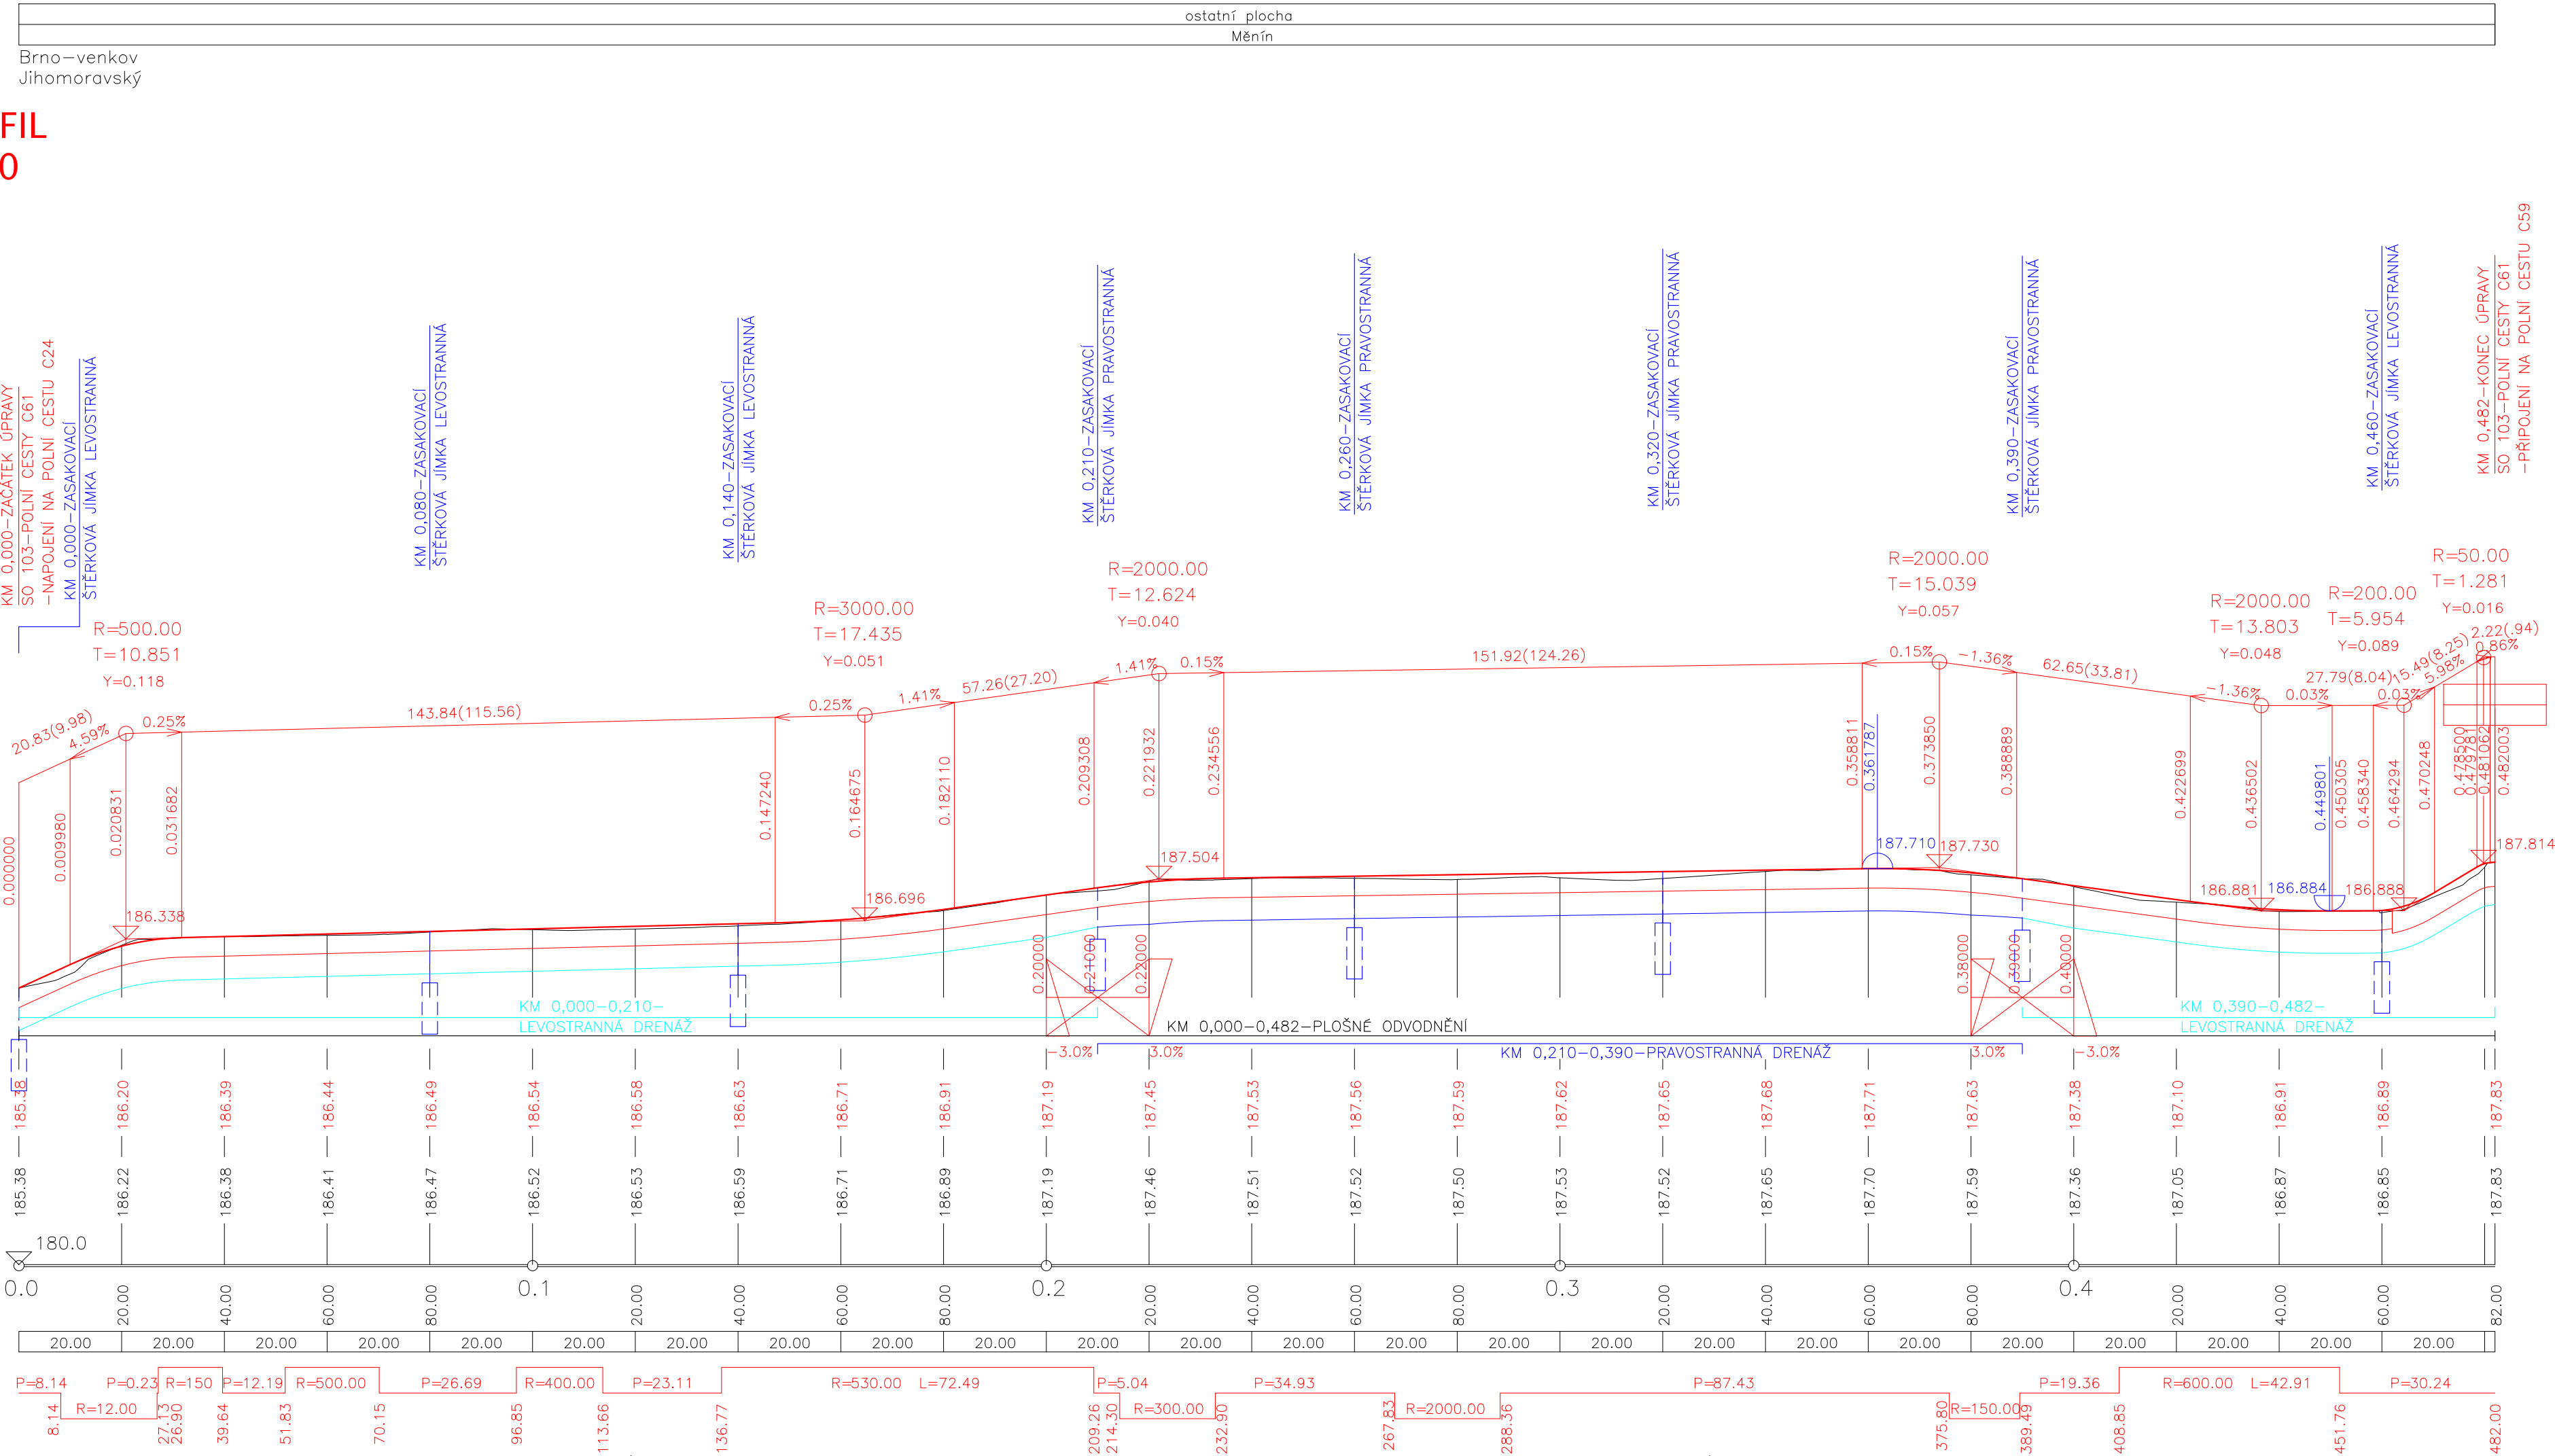 ostatní plocha
Měnín
Brno-venkov
Jihomoravský
FIL
0
KM 0,000-ZAČÁTEK ÚPRAVY
SO 103-POLNÍ CESTY C61
-NAPOJENÍ NA POLNÍ CESTU C24
KM 0,000-ZASAKOVACÍ
ŠTĚRKOVÁ JÍMKA LEVOSTRANNÁ
KM 0,080-ZASAKOVACÍ
ŠTĚRKOVÁ JÍMKA LEVOSTRANNÁ
KM 0,140-ZASAKOVACÍ
ŠTĚRKOVÁ JÍMKA LEVOSTRANNÁ
KM 0,210-ZASAKOVACÍ
ŠTĚRKOVÁ JÍMKA PRAVOSTRANNÁ
KM 0,260-ZASAKOVACÍ
ŠTĚRKOVÁ JÍMKA PRAVOSTRANNÁ
KM 0,320-ZASAKOVACÍ
ŠTĚRKOVÁ JÍMKA PRAVOSTRANNÁ
KM 0,390-ZASAKOVACÍ
ŠTĚRKOVÁ JÍMKA PRAVOSTRANNÁ
KM 0,460-ZASAKOVACÍ
ŠTĚRKOVÁ JÍMKA LEVOSTRANNÁ
KM 0,482-KONEC ÚPRAVY
SO 103-POLNÍ CESTY C61
-PŘIPOJENÍ NA POLNÍ CESTU C59
R=500.00
T=10.851
Y=0.118
R=3000.00
T=17.435
Y=0.051
R=2000.00
T=12.624
Y=0.040
R=2000.00
T=15.039
Y=0.057
R=2000.00
T=13.803
Y=0.048
R=200.00
T=5.954
Y=0.089
R=50.00
T=1.281
Y=0.016
20.83(9.98)
4.59%
0.25%
143.84(115.56)
0.25%
1.41%
57.26(27.20)
1.41%
0.15%
151.92(124.26)
0.15%
-1.36%
62.65(33.81)
-1.36%
0.03%
27.79(8.04)
0.03%
15.49(8.25)
5.98%
2.22(.94)
0.86%
0.000000
0.009980
0.020831
0.031682
0.147240
0.164675
0.182110
0.209308
0.221932
0.234556
0.358811
0.361787
0.373850
0.388889
0.422699
0.436502
0.449801
0.450305
0.458340
0.464294
0.470248
0.478500
0.479781
0.481062
0.482003
186.338
186.696
187.504
187.710
187.730
186.881
186.884
186.888
187.814
0.20000
0.21000
0.22000
0.38000
0.39000
0.40000
KM 0,000-0,210-
LEVOSTRANNÁ DRENÁŽ
KM 0,000-0,482-PLOŠNÉ ODVODNĚNÍ
KM 0,390-0,482-
LEVOSTRANNÁ DRENÁŽ
-3.0%
3.0%
KM 0,210-0,390-PRAVOSTRANNÁ DRENÁŽ
3.0%
-3.0%
185.38 186.20 186.39 186.44 186.49 186.54 186.58 186.63 186.71 186.91 187.19 187.45 187.53 187.56 187.59 187.62 187.65 187.68 187.71 187.63 187.38 187.10 186.91 186.89 187.83
185.38 186.22 186.38 186.41 186.47 186.52 186.53 186.59 186.71 186.89 187.19 187.46 187.51 187.52 187.50 187.53 187.52 187.65 187.70 187.59 187.36 187.05 186.87 186.85 187.83
180.0
0.0 20.00 40.00 60.00 80.00 0.1 20.00 40.00 60.00 80.00 0.2 20.00 40.00 60.00 80.00 0.3 20.00 40.00 60.00 80.00 0.4 20.00 40.00 60.00 82.00
20.00 20.00 20.00 20.00 20.00 20.00 20.00 20.00 20.00 20.00 20.00 20.00 20.00 20.00 20.00 20.00 20.00 20.00 20.00 20.00 20.00 20.00 20.00 20.00
P=8.14 P=0.23 R=150 P=12.19 R=500.00 P=26.69 R=400.00 P=23.11 R=530.00 L=72.49 P=5.04 P=34.93 P=87.43 P=19.36 R=600.00 L=42.91 P=30.24
R=12.00 R=300.00 R=2000.00 R=150.00
8.14 27.13 26.90 39.64 51.83 70.15 96.85 113.66 136.77 209.26 214.30 232.90 267.83 288.36 375.80 389.49 408.85 451.76 482.00